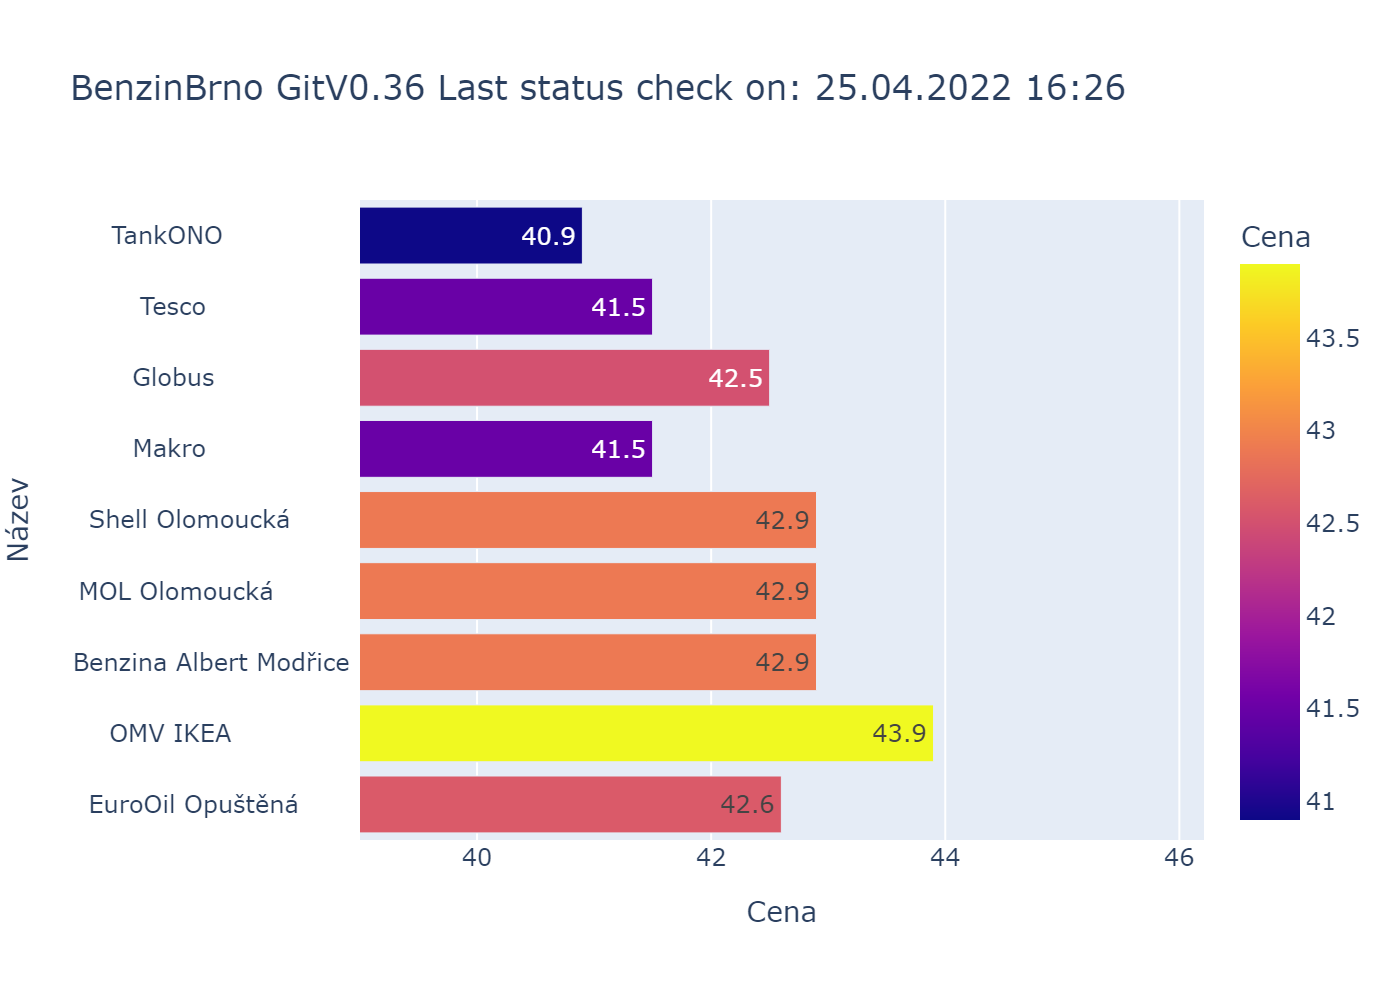 BenzinBrno GitV0.36 Last status check on: 25.04.2022 16:26
TankONO
40.9
Tesco
41.5
Globus
42.5
Makro
41.5
Shell Olomoucká
42.9
MOL Olomoucká
42.9
Benzina Albert Modřice
42.9
OMV IKEA
43.9
EuroOil Opuštěná
42.6
Název
40
42
44
46
Cena
Cena
43.5
43
42.5
42
41.5
41